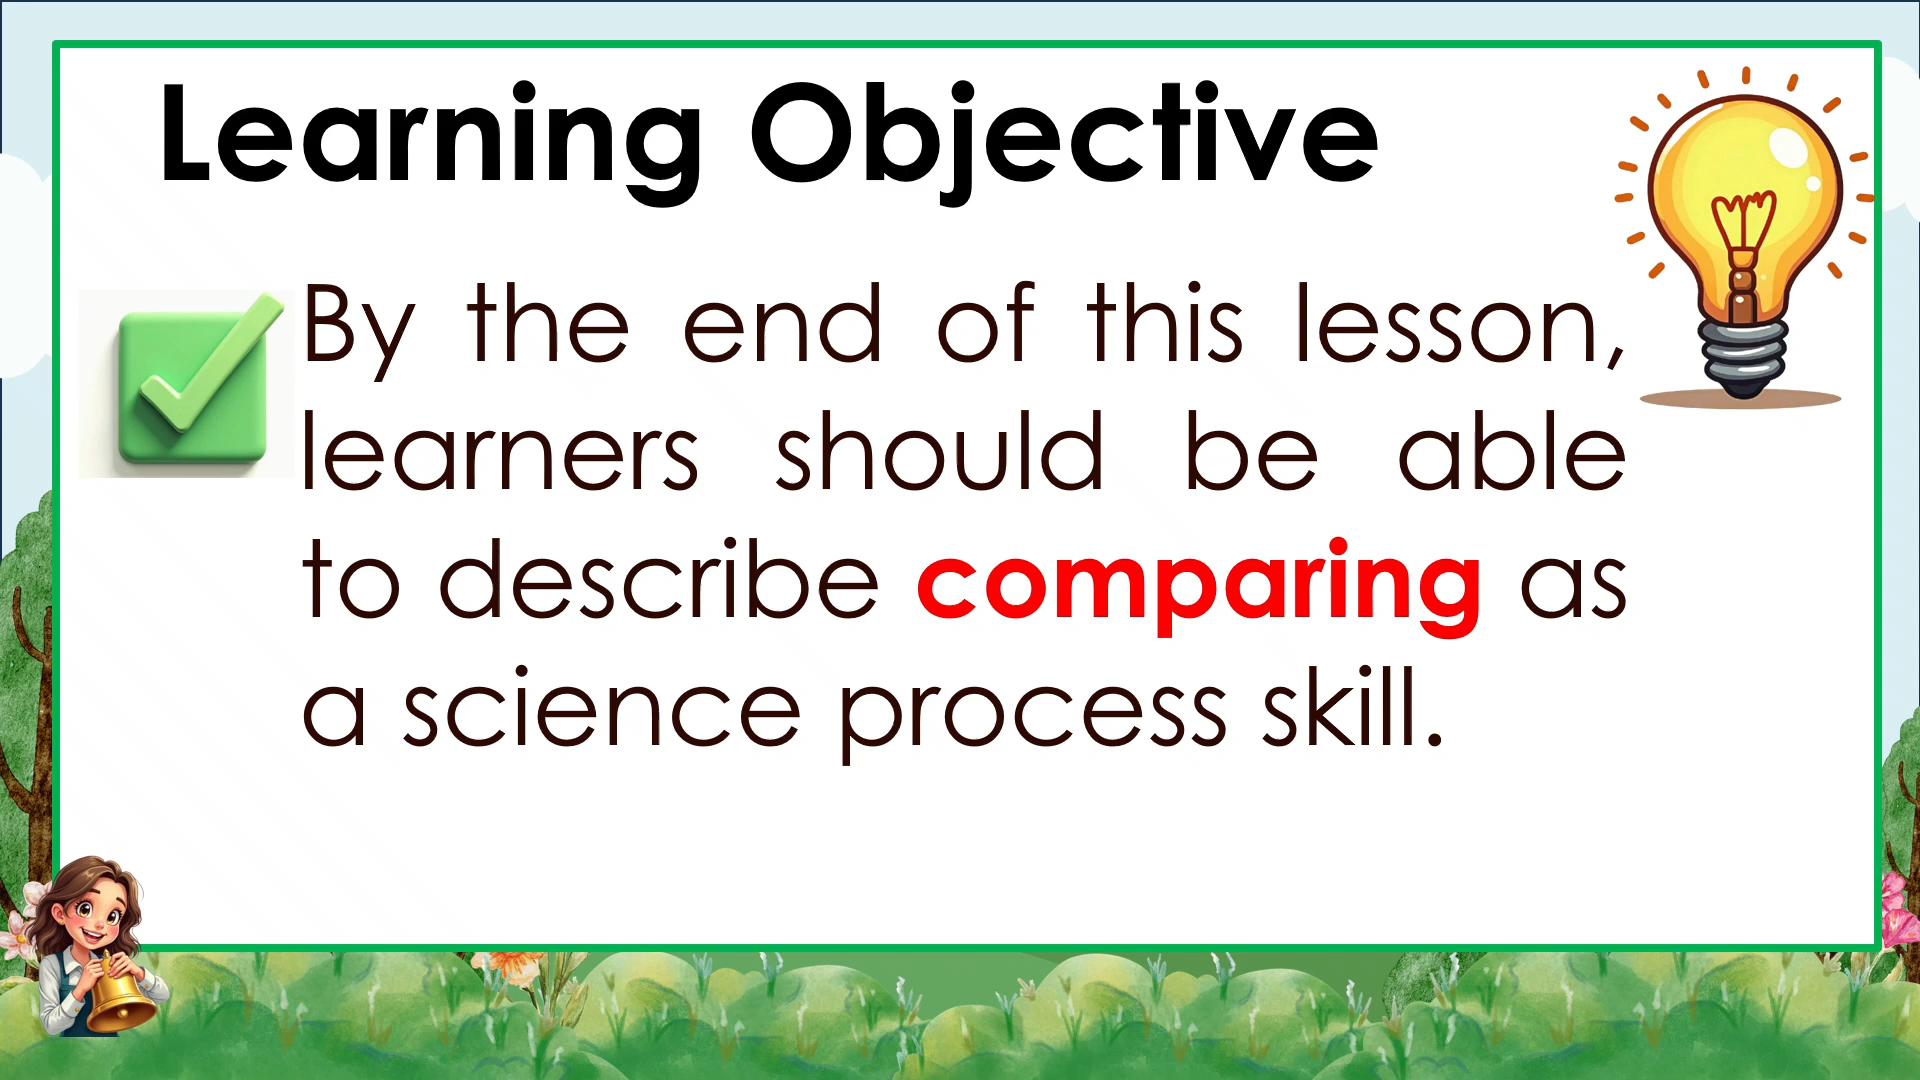 Learning Objective
By the end of this lesson,
learners should be able
to describe comparing as
a science process skill.